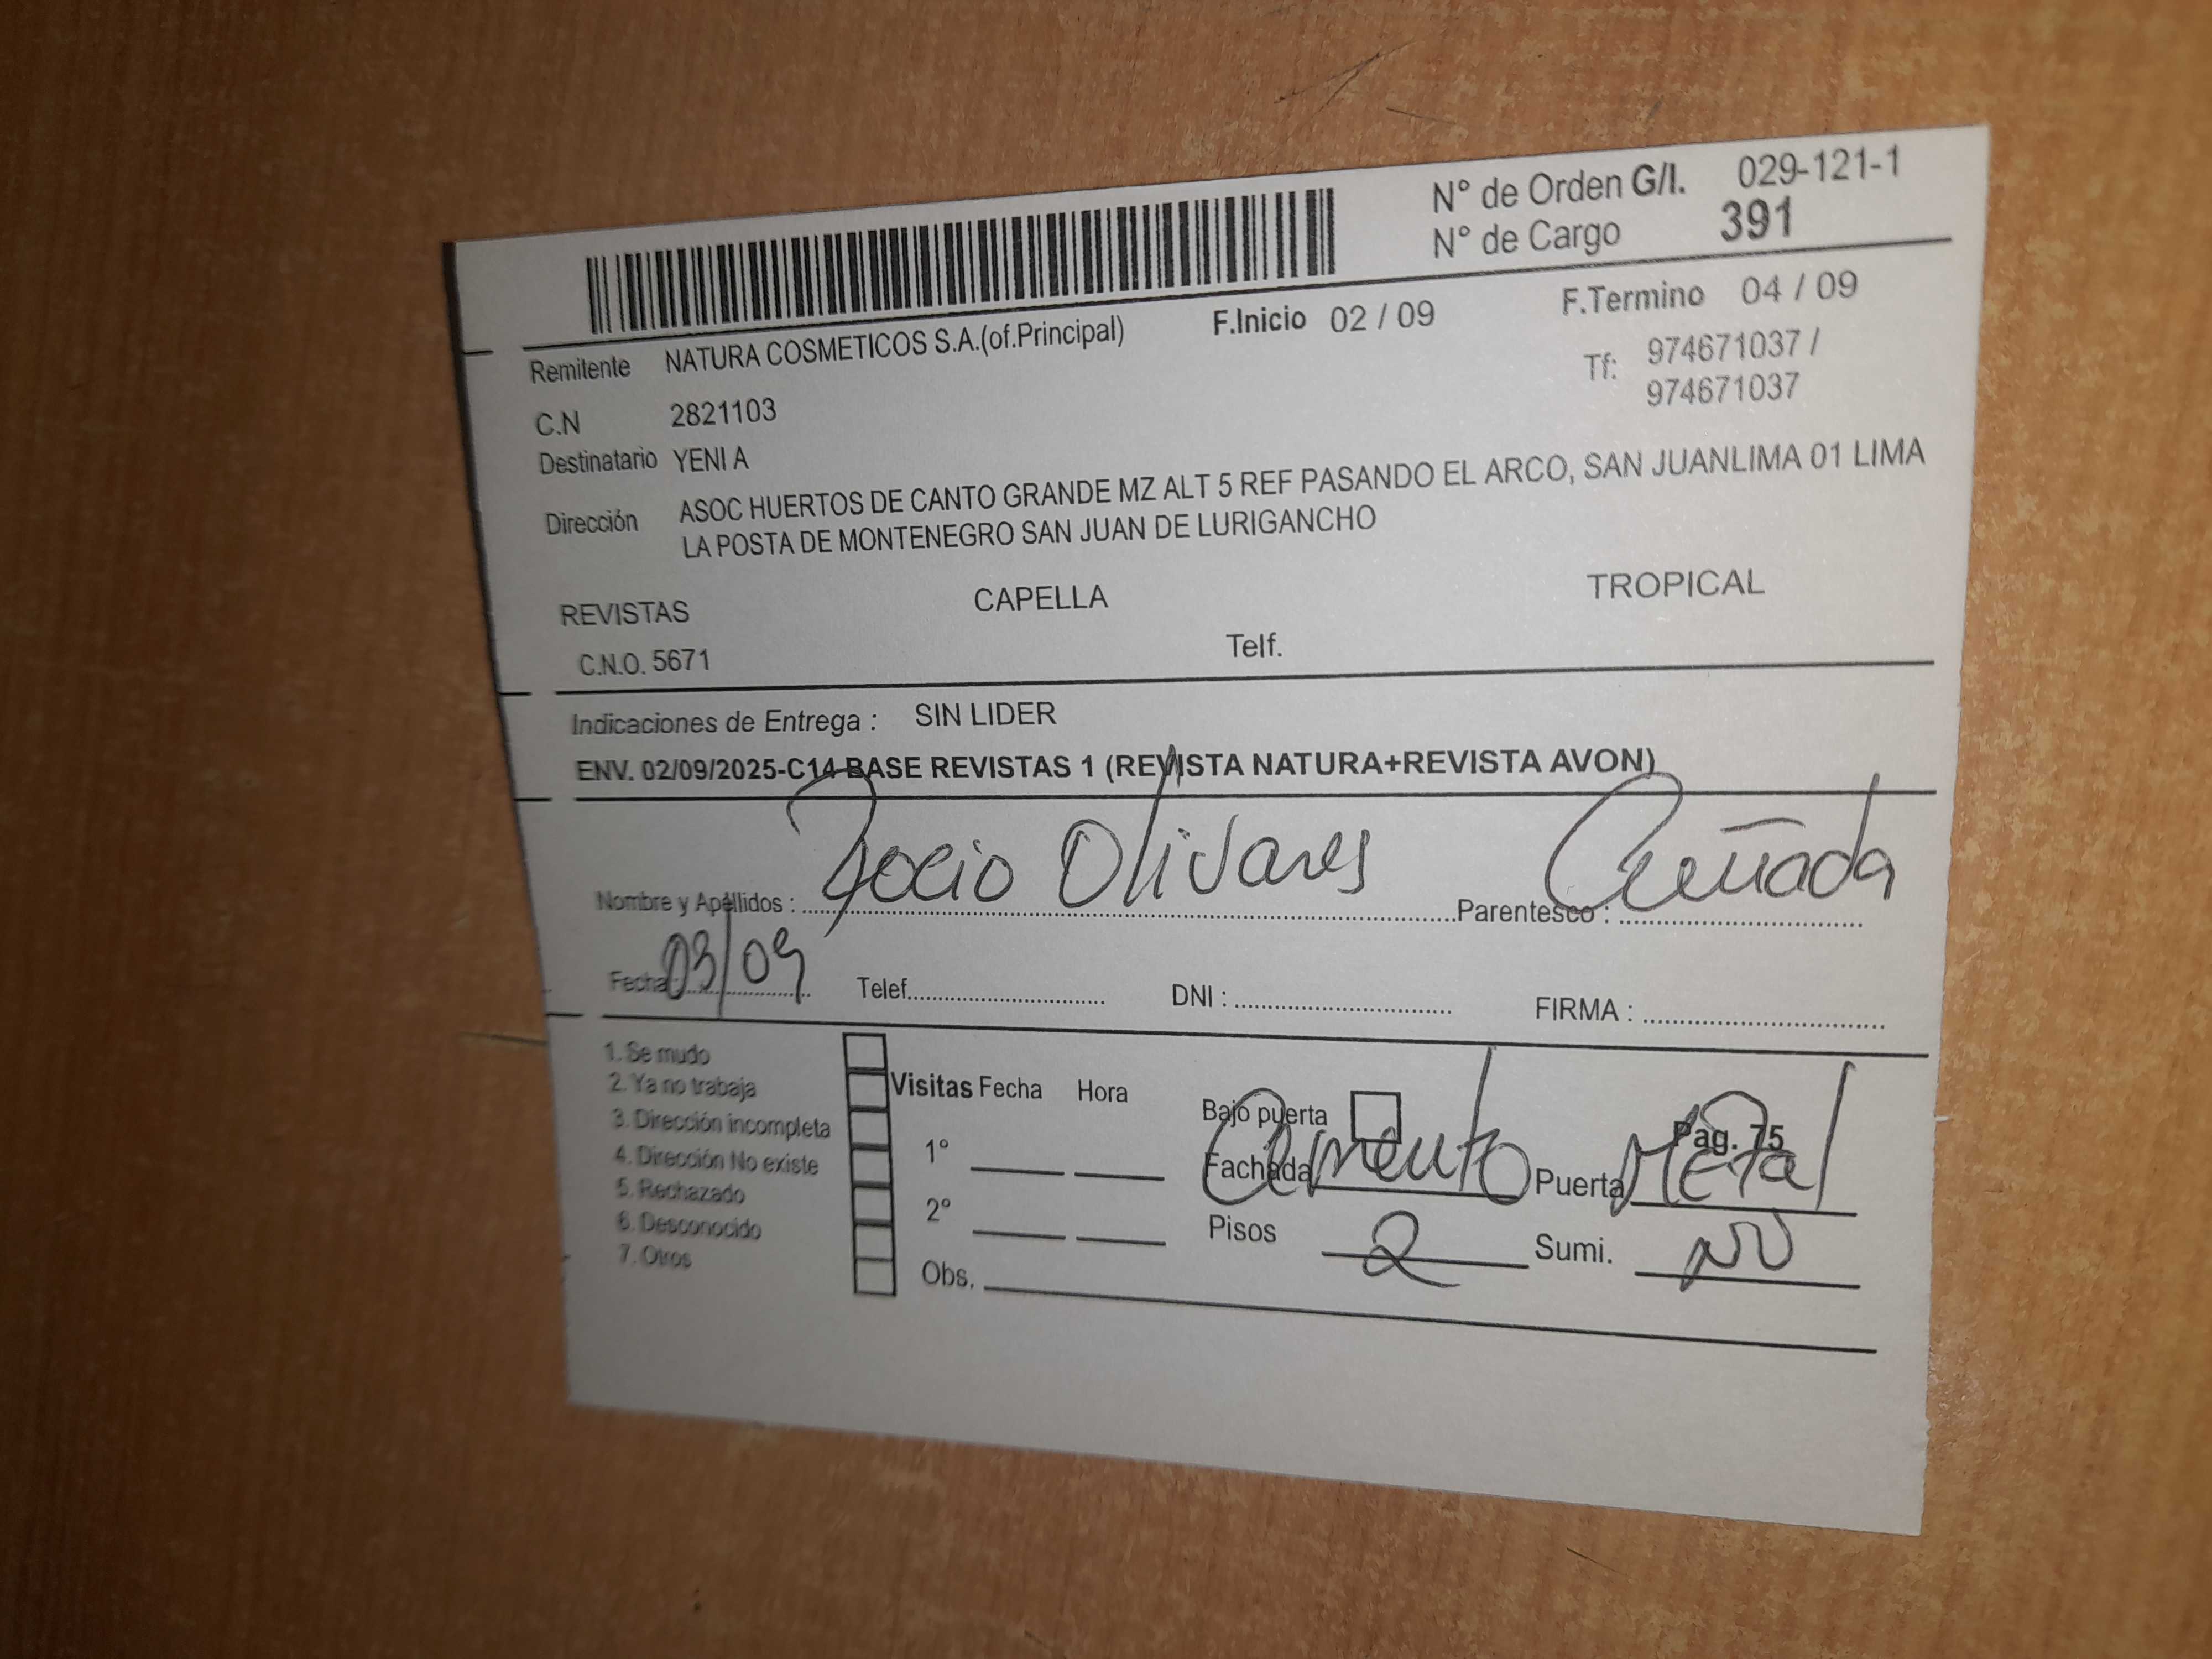 N° de Orden G/I. 029-121-1
N° de Cargo 391
Remitente NATURA COSMETICOS S.A.(of.Principal) F.Inicio 02 / 09 F.Termino 04 / 09
C.N 2821103 Tf: 974671037 /
974671037
Destinatario YENI A
Dirección ASOC HUERTOS DE CANTO GRANDE MZ ALT 5 REF PASANDO EL ARCO, SAN JUANLIMA 01 LIMA
LA POSTA DE MONTENEGRO SAN JUAN DE LURIGANCHO
REVISTAS CAPELLA TROPICAL
C.N.O. 5671 Telf.
Indicaciones de Entrega : SIN LIDER
ENV. 02/09/2025-C14 BASE REVISTAS 1 (REVISTA NATURA+REVISTA AVON)
Nombre y Apéllidos : Rocio Olivares Parentesco : Cuñada
Fecha 03/09 Telef. DNI : FIRMA :
1. Se mudo
2. Ya no trabaja
3. Dirección incompleta
4. Dirección No existe
5. Rechazado
6. Desconocido
7. Otros
Visitas Fecha Hora
1°
2°
Obs.
Bajo puerta Pag. 75
Fachada Cemento Puerta Metal
Pisos 2 Sumi. NO